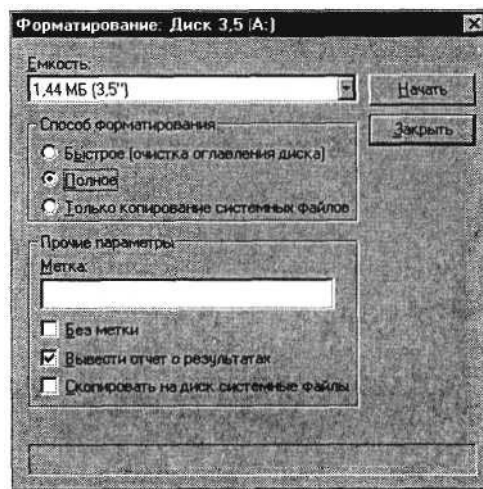 Форматирование: Диск 3,5 (A:)
Емкость:
1,44 МБ (3,5")
Начать
Закрыть
Способ форматирования
Быстрое (очистка оглавления диска)
Полное
Только копирование системных файлов
Прочие параметры
Метка:
Без метки
Вывести отчет о результатах
Скопировать на диск системные файлы